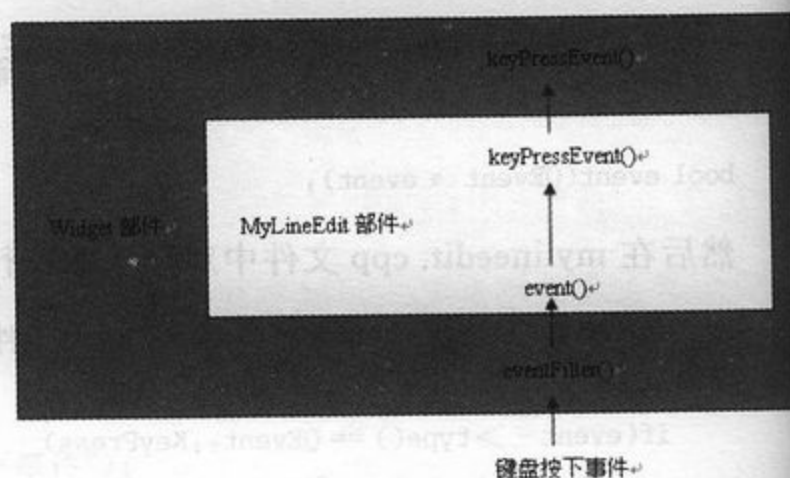 keyPressEvent()
keyPressEvent()
Widget 部件
MyLineEdit 部件
event()
eventFilter()
键盘按下事件
bool event(QEvent * event);
然后在 mylineedit. cpp 文件中
if(event- >type() == QEvent::KeyPress)